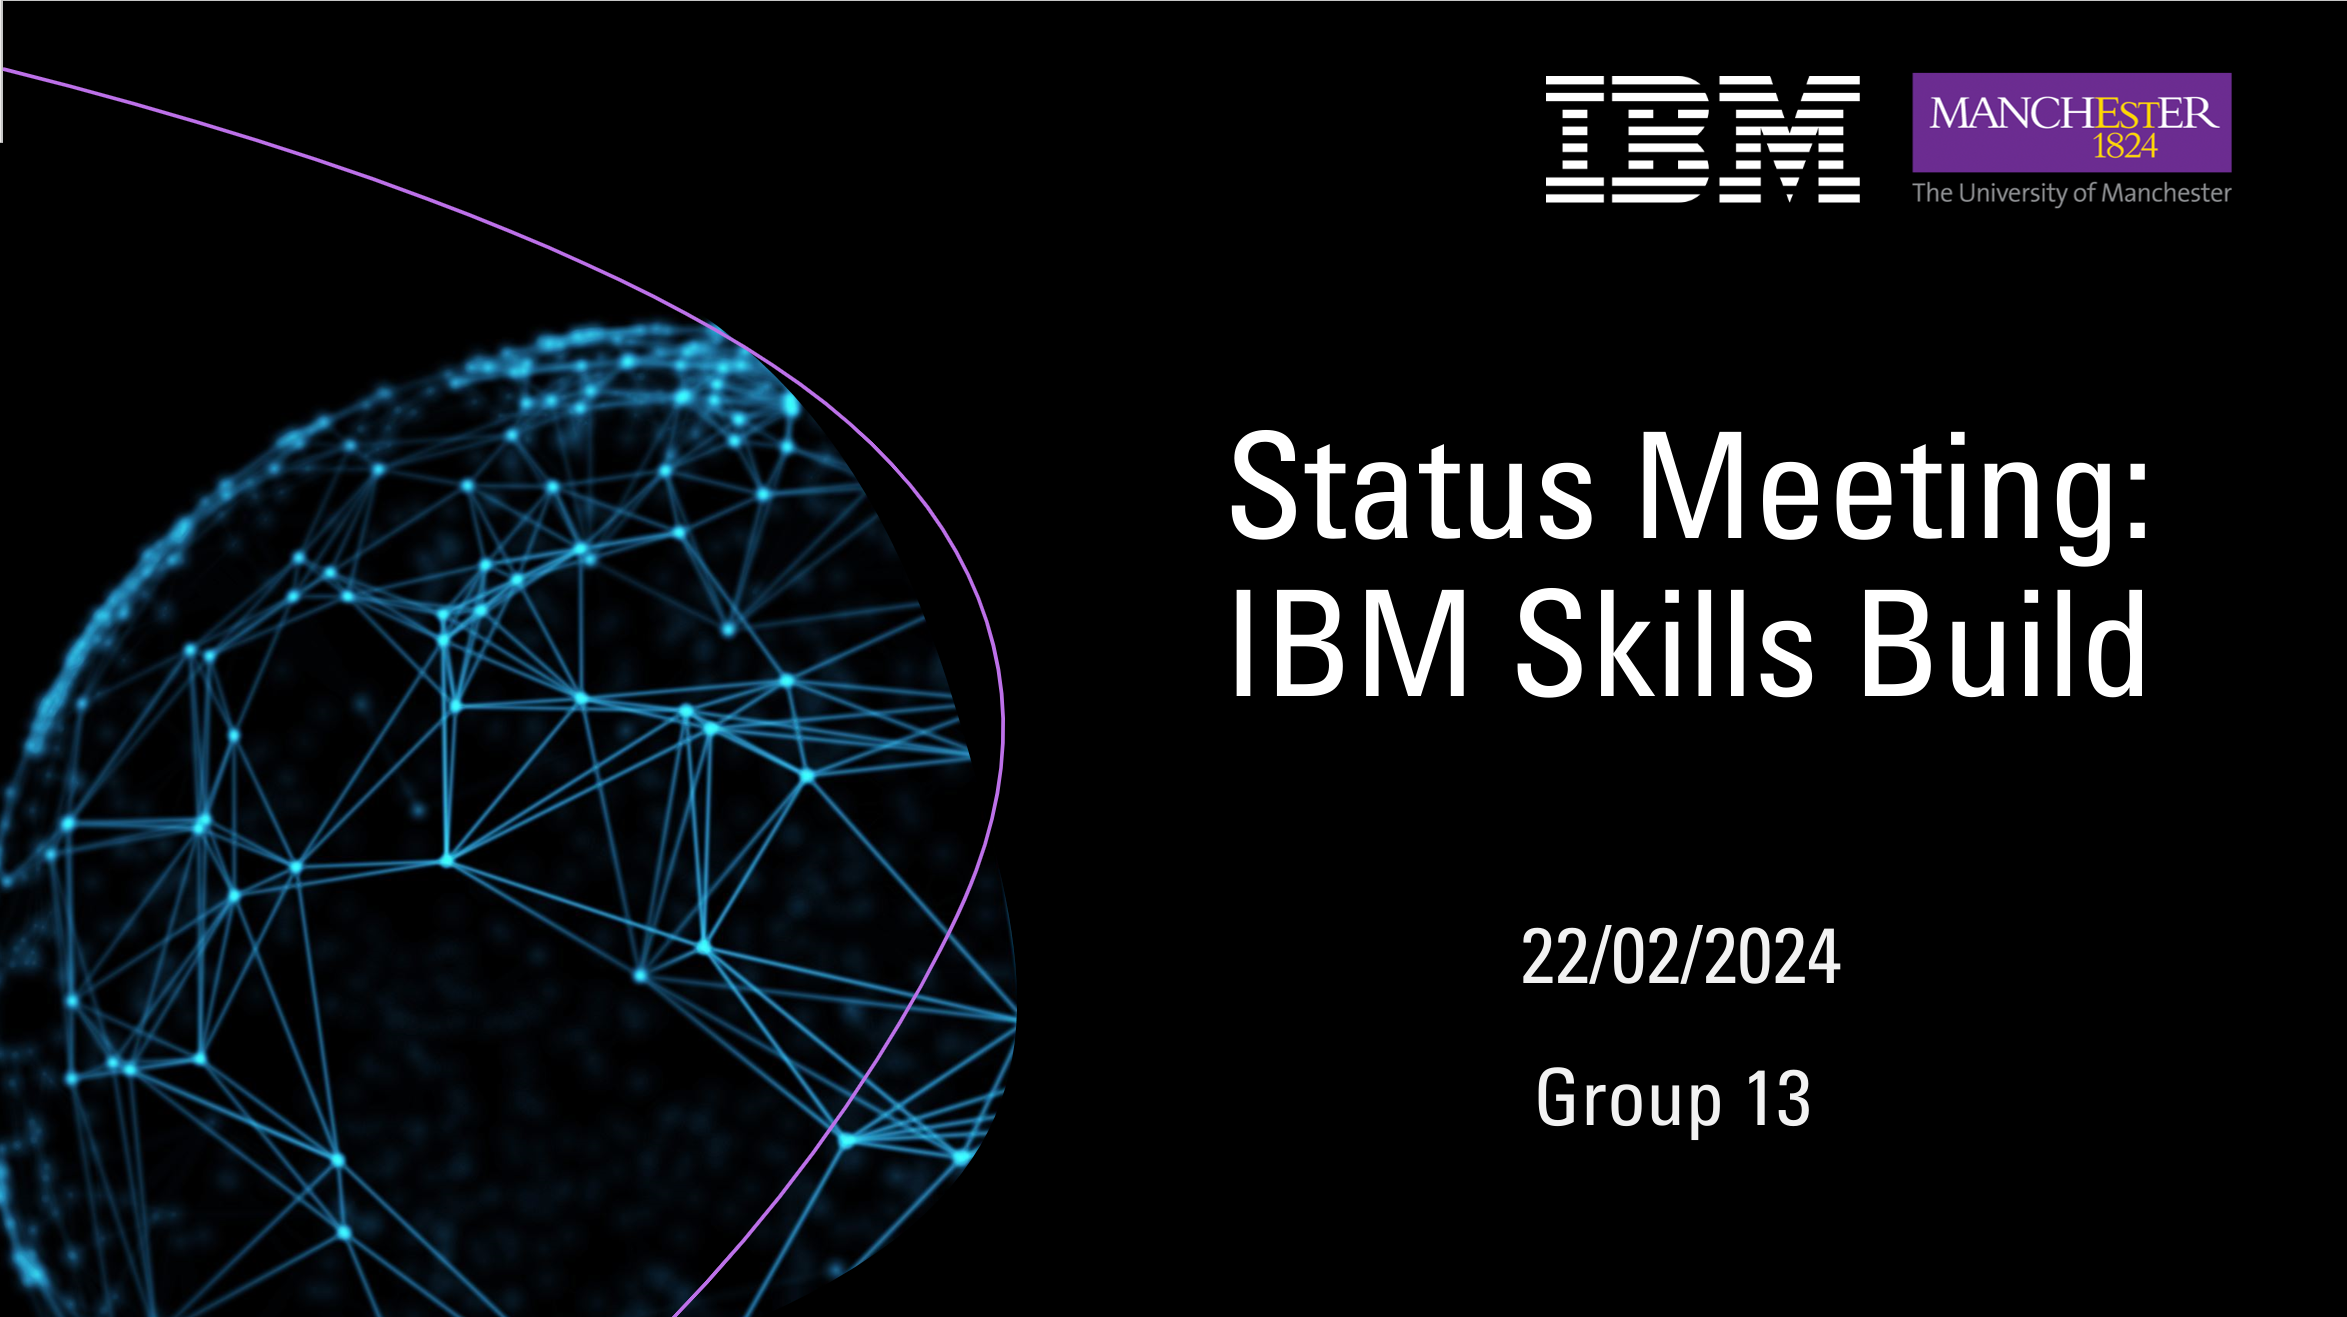 IBM
MANCHEsTER
1824
The University of Manchester
Status Meeting:
IBM Skills Build
22/02/2024
Group 13